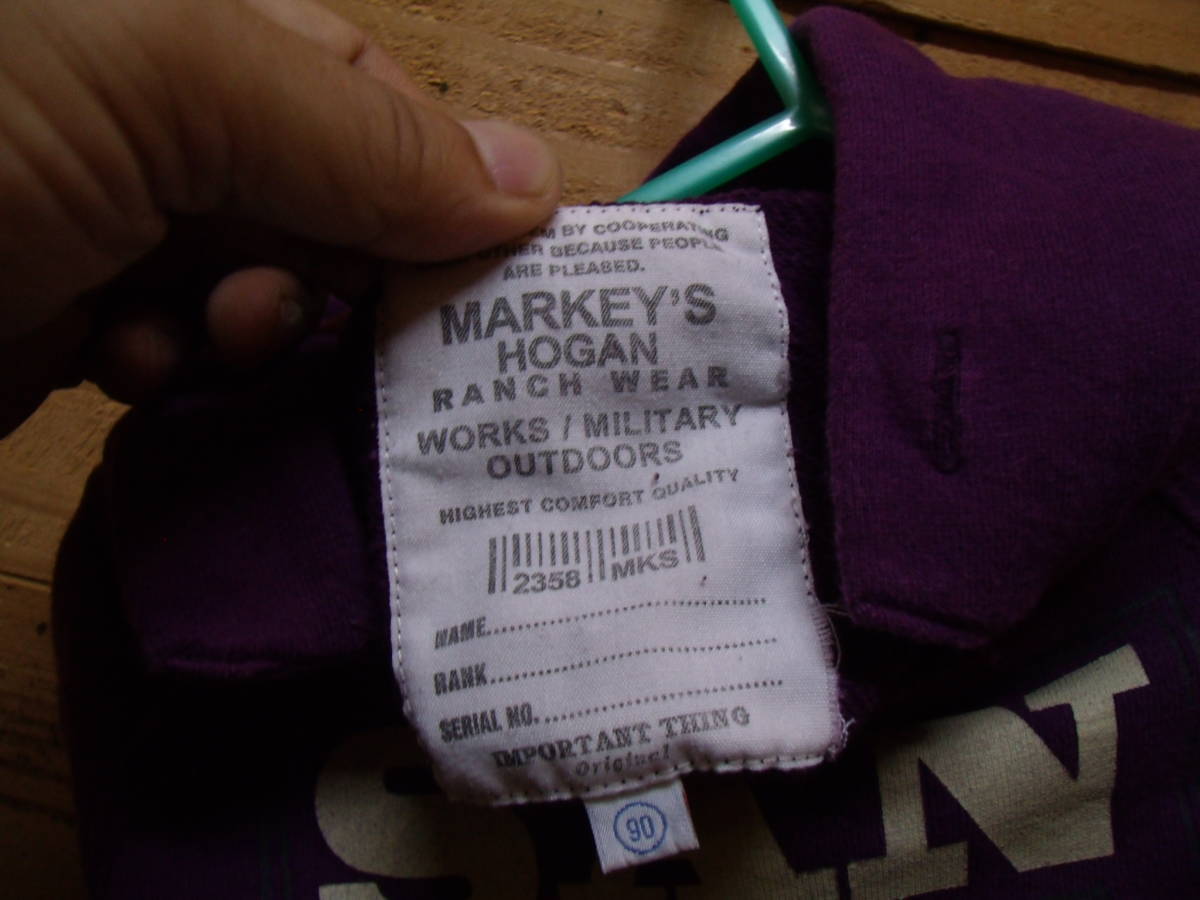 BY COOPERATING
BECAUSE PEOPLE
ARE PLEASED.
MARKEY'S
HOGAN
RANCH WEAR
WORKS / MILITARY
OUTDOORS
HIGHEST COMFORT QUALITY
2358 MKS
NAME........................
RANK........................
SERIAL NO.....................
IMPORTANT THING
Original
90